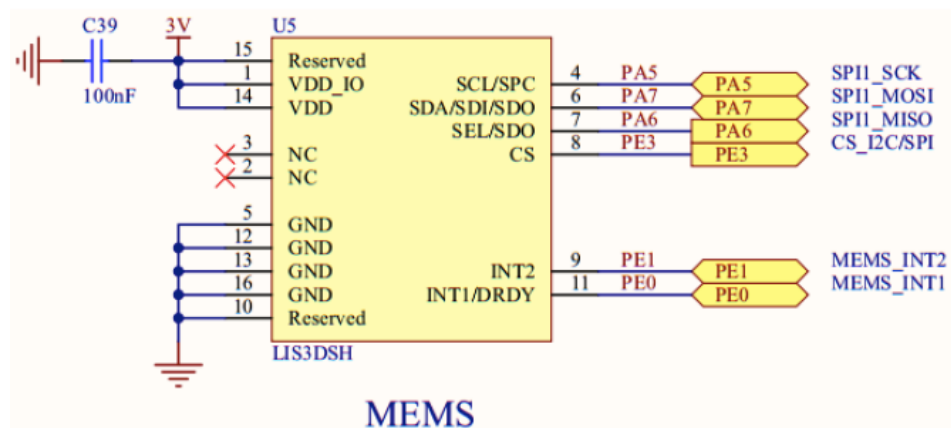 C39
3V
U5
100nF
15 Reserved
1 VDD_IO
14 VDD
3 NC
2 NC
5 GND
12 GND
13 GND
16 GND
10 Reserved
SCL/SPC 4 PA5 PA5 SPI1_SCK
SDA/SDI/SDO 6 PA7 PA7 SPI1_MOSI
SEL/SDO 7 PA6 PA6 SPI1_MISO
CS 8 PE3 PE3 CS_I2C/SPI
INT2 9 PE1 PE1 MEMS_INT2
INT1/DRDY 11 PE0 PE0 MEMS_INT1
LIS3DSH
MEMS